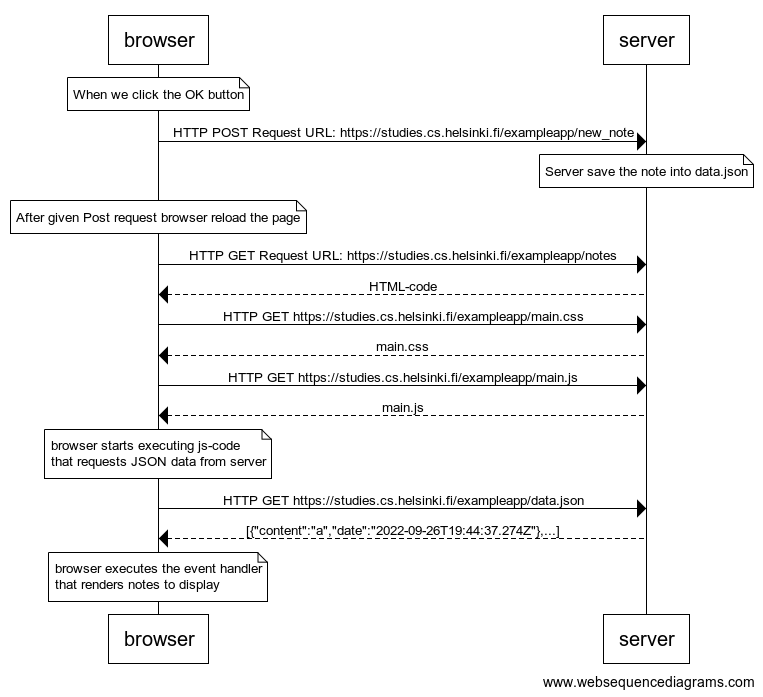 browser
server
When we click the OK button
HTTP POST Request URL: https://studies.cs.helsinki.fi/exampleapp/new_note
Server save the note into data.json
After given Post request browser reload the page
HTTP GET Request URL: https://studies.cs.helsinki.fi/exampleapp/notes
HTML-code
HTTP GET https://studies.cs.helsinki.fi/exampleapp/main.css
main.css
HTTP GET https://studies.cs.helsinki.fi/exampleapp/main.js
main.js
browser starts executing js-code
that requests JSON data from server
HTTP GET https://studies.cs.helsinki.fi/exampleapp/data.json
[{"content":"a","date":"2022-09-26T19:44:37.274Z"},...]
browser executes the event handler
that renders notes to display
browser
server
www.websequencediagrams.com